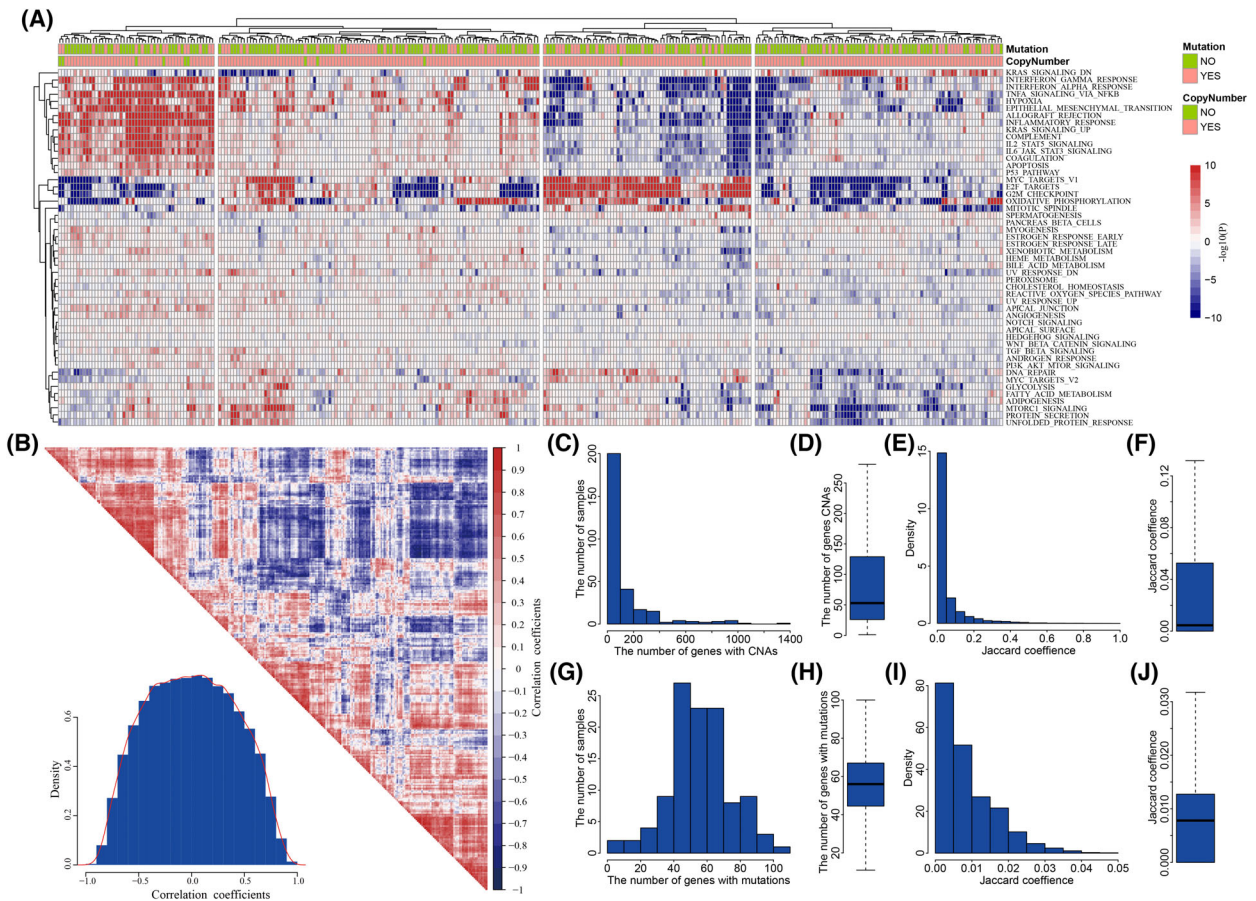 (A)
Mutation
CopyNumber
KRAS_SIGNALING_DN
INTERFERON_GAMMA_RESPONSE
INTERFERON_ALPHA_RESPONSE
TNFA_SIGNALING_VIA_NFKB
HYPOXIA
EPITHELIAL_MESENCHYMAL_TRANSITION
ALLOGRAFT_REJECTION
INFLAMMATORY_RESPONSE
KRAS_SIGNALING_UP
COMPLEMENT
IL2_STAT5_SIGNALING
IL6_JAK_STAT3_SIGNALING
COAGULATION
APOPTOSIS
P53_PATHWAY
MYC_TARGETS_V1
E2F_TARGETS
G2M_CHECKPOINT
OXIDATIVE_PHOSPHORYLATION
MITOTIC_SPINDLE
SPERMATOGENESIS
PANCREAS_BETA_CELLS
MYOGENESIS
ESTROGEN_RESPONSE_EARLY
ESTROGEN_RESPONSE_LATE
XENOBIOTIC_METABOLISM
HEME_METABOLISM
BILE_ACID_METABOLISM
UV_RESPONSE_DN
PEROXISOME
CHOLESTEROL_HOMEOSTASIS
REACTIVE_OXYGEN_SPECIES_PATHWAY
UV_RESPONSE_UP
APICAL_JUNCTION
ANGIOGENESIS
NOTCH_SIGNALING
APICAL_SURFACE
HEDGEHOG_SIGNALING
WNT_BETA_CATENIN_SIGNALING
TGF_BETA_SIGNALING
ANDROGEN_RESPONSE
PI3K_AKT_MTOR_SIGNALING
DNA_REPAIR
MYC_TARGETS_V2
GLYCOLYSIS
FATTY_ACID_METABOLISM
ADIPOGENESIS
MTORC1_SIGNALING
PROTEIN_SECRETION
UNFOLDED_PROTEIN_RESPONSE
Mutation
NO
YES
CopyNumber
NO
YES
10
5
0
−5
−10
-log10(P)
(B)
1
0.9
0.8
0.7
0.6
0.5
0.4
0.3
0.2
0.1
0
−0.1
−0.2
−0.3
−0.4
−0.5
−0.6
−0.7
−0.8
−0.9
−1
Correlation coefficients
Density
0.0 0.2 0.4 0.6
−1.0 −0.5 0.0 0.5 1.0
Correlation coefficients
(C)
The number of samples
0 50 100 150 200
0 200 600 1000 1400
The number of genes with CNAs
(D)
The number of genes CNAs
0 50 100 150 200 250
(E)
Density
0 5 10 15
0.0 0.2 0.4 0.6 0.8 1.0
Jaccard coeffience
(F)
Jaccard coeffience
0.00 0.04 0.08 0.12
(G)
The number of samples
0 5 10 15 20 25
0 20 40 60 80 100
The number of genes with mutations
(H)
The number of genes with mutations
20 40 60 80 100
(I)
Density
0 20 40 60 80
0.00 0.01 0.02 0.03 0.04 0.05
Jaccard coeffience
(J)
Jaccard coeffience
0.000 0.010 0.020 0.030